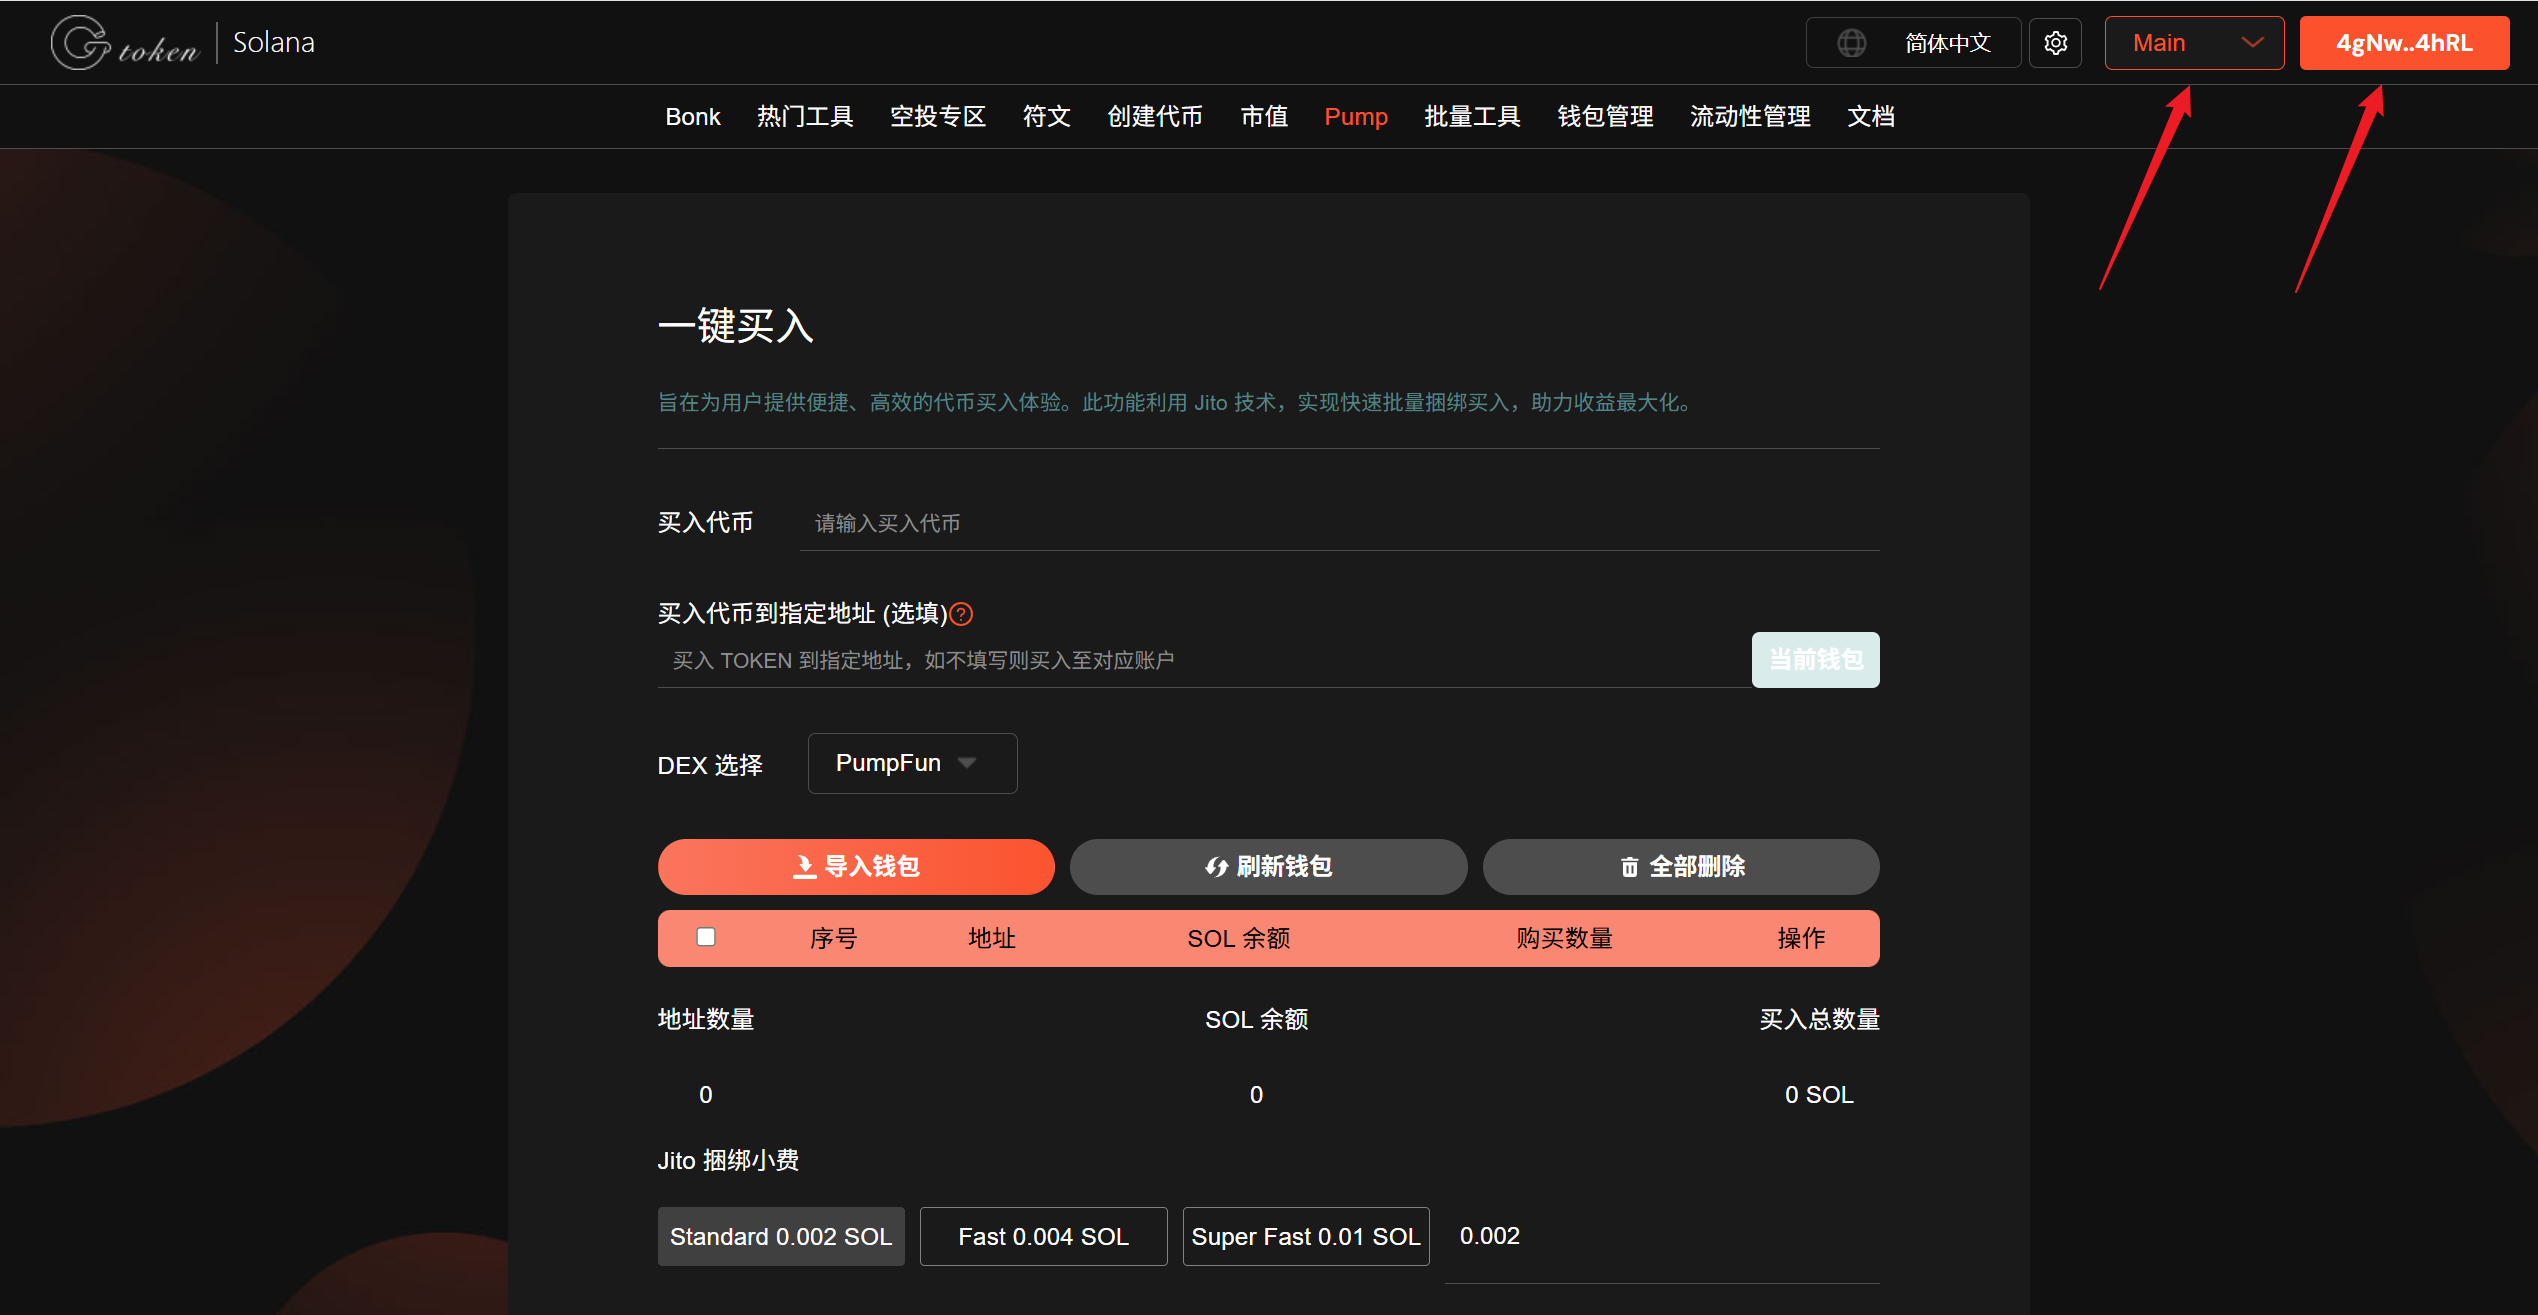 GT token | Solana
简体中文
Main
4gNw..4hRL
Bonk 热门工具 空投专区 符文 创建代币 市值 Pump 批量工具 钱包管理 流动性管理 文档
一键买入
旨在为用户提供便捷、高效的代币买入体验。此功能利用 Jito 技术，实现快速批量捆绑买入，助力收益最大化。
买入代币 请输入买入代币
买入代币到指定地址 (选填)?
买入 TOKEN 到指定地址，如不填写则买入至对应账户 当前钱包
DEX 选择 PumpFun
导入钱包 刷新钱包 全部删除
序号 地址 SOL 余额 购买数量 操作
地址数量 SOL 余额 买入总数量
0 0 0 SOL
Jito 捆绑小费
Standard 0.002 SOL Fast 0.004 SOL Super Fast 0.01 SOL 0.002